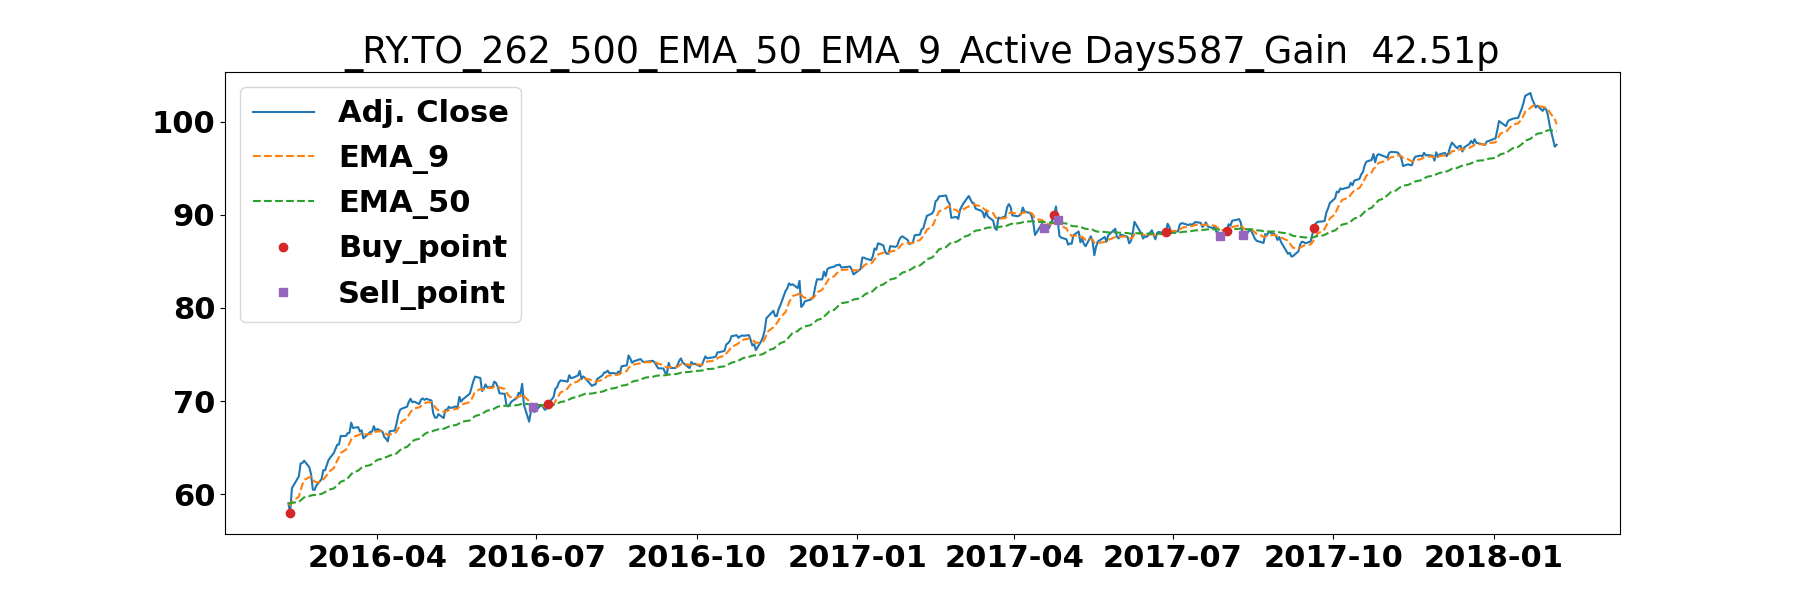 _RY.TO_262_500_EMA_50_EMA_9_Active Days587_Gain  42.51p
Adj. Close
EMA_9
EMA_50
Buy_point
Sell_point
100
90
80
70
60
2016-04 2016-07 2016-10 2017-01 2017-04 2017-07 2017-10 2018-01